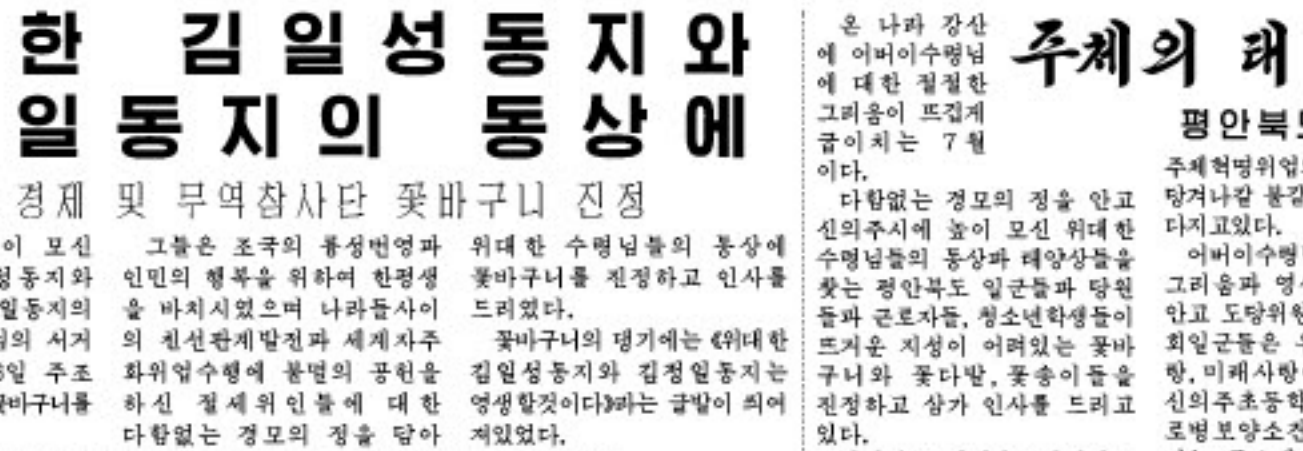 한 김일성동지와
일동지의 동상에
경제 및 무역참사단 꽃바구니 진정
이 모신
성동지와
일동지의
의 서거
일 주조
꽃바구니를
그들은 조국의 륭성번영과
인민의 행복을 위하여 한평생
을 바치시였으며 나라들사이
의 친선관계발전과 세계자주
화위업수행에 불멸의 공헌을
하신 절세위인들에 대한
다함없는 경모의 정을 담아
위대한 수령님들의 동상에
꽃바구니를 진정하고 인사를
드리였다.
꽃바구니의 댕기에는 《위대한
김일성동지와 김정일동지는
영생할것이다》라는 글발이 씌여
져있었다.
온 나라 강산
에 어버이수령님
에 대한 절절한
그리움이 뜨겁게
굽이치는 7월
이다.
다함없는 경모의 정을 안고
신의주시에 높이 모신 위대한
수령님들의 동상과 태양상들을
찾는 평안북도 일군들과 당원
들과 근로자들, 청소년학생들이
뜨거운 지성이 어려있는 꽃바
구니와 꽃다발, 꽃송이들을
진정하고 삼가 인사를 드리고
있다.
주체의 태
평안북도
주체혁명위업
당겨나갈 불길
다지고있다.
어버이수령
그리움과 영
안고 도당위원
회일군들은
랑, 미래사랑
신의주초등학
로병보양소건